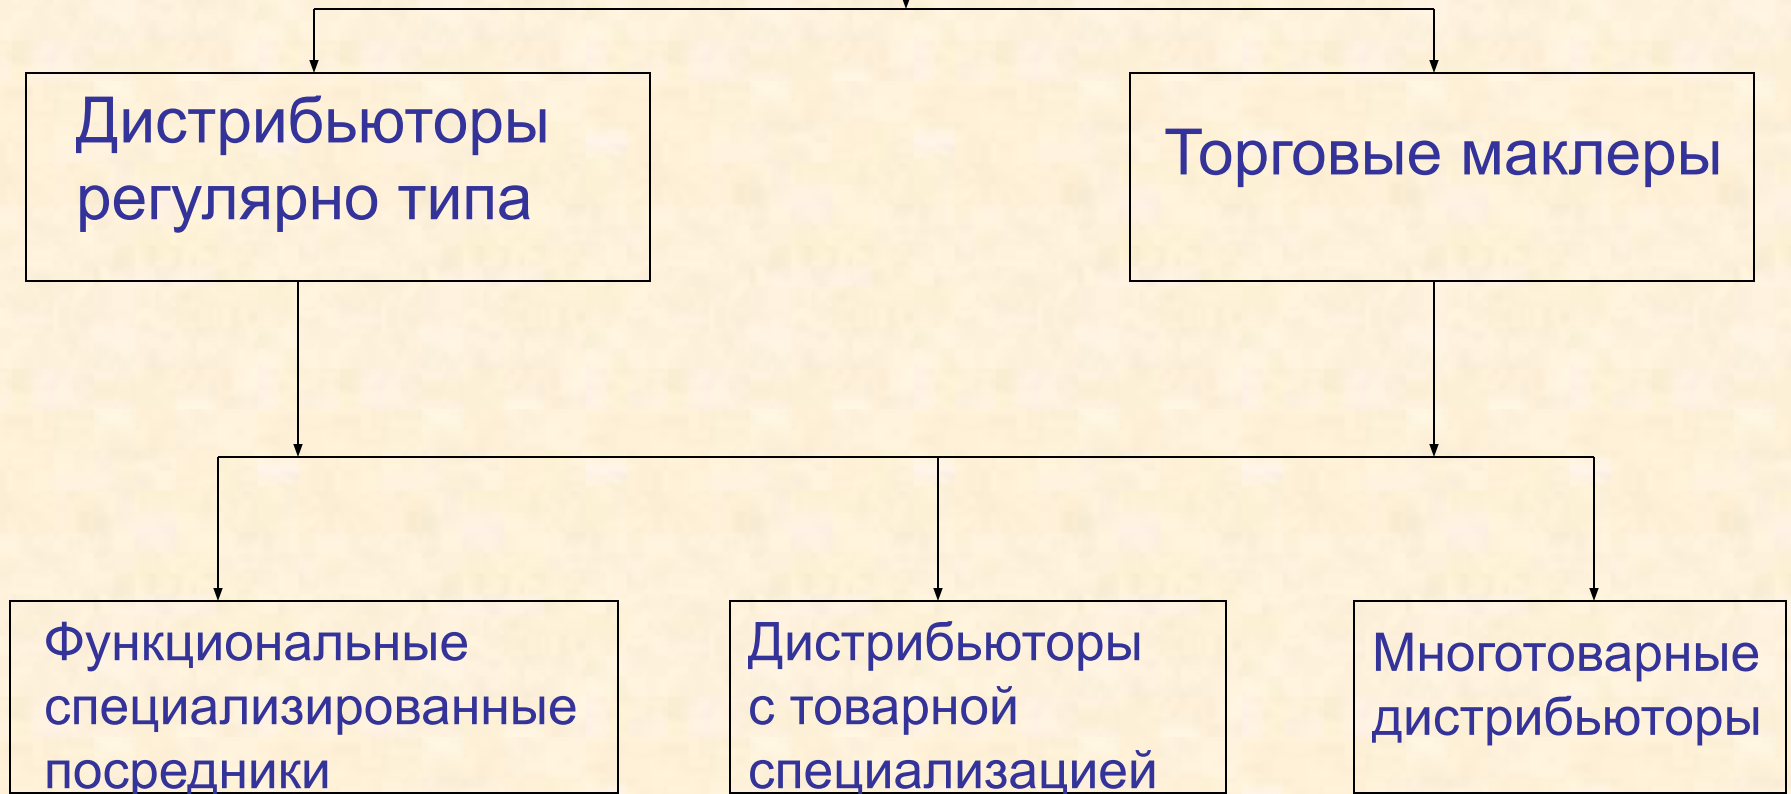 Дистрибьюторы
регулярно типа
Торговые маклеры
Функциональные
специализированные
посредники
Дистрибьюторы
с товарной
специализацией
Многотоварные
дистрибьюторы